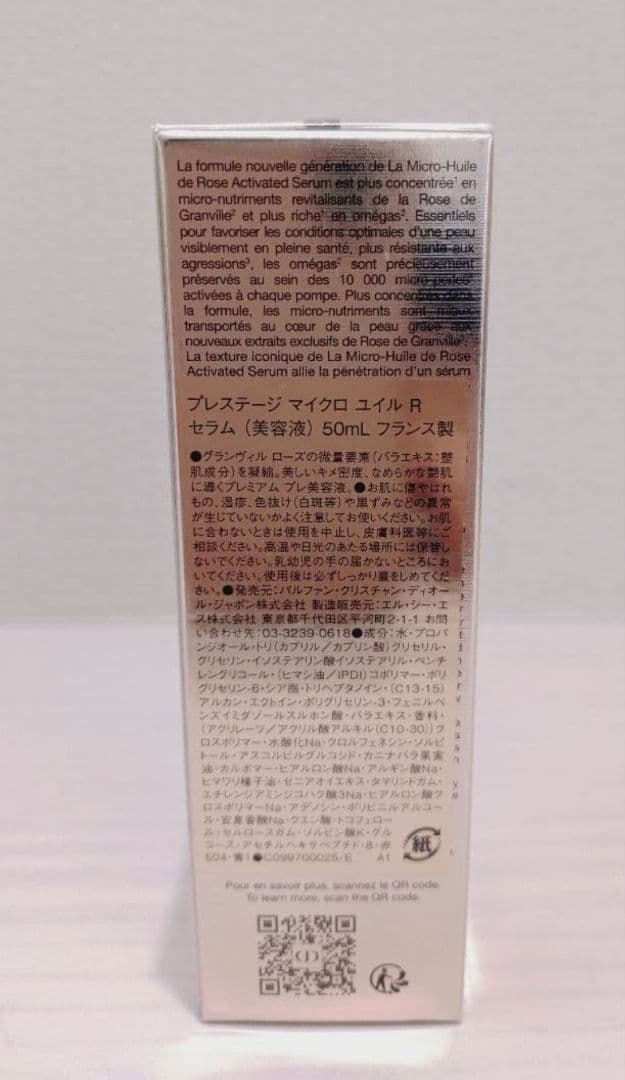 La formule nouvelle génération de La Micro-Huile
de Rose Activated Serum est plus concentrée¹ en
micro-nutriments revitalisants de la Rose de
Granville² et plus riche¹ en omégas². Essentiels
pour favoriser les conditions optimales d'une peau
visiblement en pleine santé, plus résistante aux
agressions³, les omégas² sont précieusement
préservés au sein des 10 000 micro-perles
activées à chaque pompe. Plus concentrés dans
la formule, les micro-nutriments sont mieux
transportés au cœur de la peau grâce aux
nouveaux extraits exclusifs de Rose de Granville².
La texture iconique de La Micro-Huile de Rose
Activated Serum allie la pénétration d'un sérum
プレステージ マイクロ ユイル R
セラム (美容液) 50mL フランス製
●グランヴィル ローズの微量要素 (バラエキス:整
肌成分) を凝縮。美しいキメ密度、なめらかな艶肌
に導くプレミアム プレ美容液。●お肌に傷やはれ
もの、湿疹、色抜け(白斑等)や黒ずみなどの異常
が生じていないかよく注意してお使いください。お肌
に合わないときは使用を中止し、皮膚科医等にご
相談ください。高温や日光のあたる場所には保管し
ないでください。乳幼児の手の届かないところにお
いてください。使用後は必ずしっかり蓋をしめてくだ
さい。●発売元:パルファン・クリスチャン・ディオ
ール・ジャポン株式会社 製造販売元:エル・シー・エ
ス株式会社 東京都千代田区平河町2-1-1 お問
い合わせ先:03-3239-0618●成分:水・プロパ
ンジオール・トリ(カプリル/カプリン酸)グリセリル・
グリセリン・イソステアリン酸イソステアリル・ペンチ
レングリコール・(ヒマシ油/IPDI)コポリマー・ポリ
グリセリン-6・シア脂・トリヘプタノイン・(C13-15)
アルカン・エクトイン・ポリグリセリン-3・フェニルベ
ンズイミダゾールスルホン酸・バラエキス・香料・
(アクリレーツ/アクリル酸アルキル(C10-30))ク
ロスポリマー・水酸化Na・クロルフェネシン・ソルビ
トール・アスコルビルグルコシド・カニナバラ果実
油・カルボマー・ヒアルロン酸Na・アルギン酸Na・
ヒマワリ種子油・ゼニアオイエキス・タマリンドガム・
エチレンジアミンジコハク酸3Na・ヒアルロン酸ク
ロスポリマーNa・アデノシン・ポリビニルアルコー
ル・安息香酸Na・クエン酸・トコフェロー
ル・セルロースガム・ソルビン酸K・グル
コース・アセチルヘキサペプチド-8・赤
504・青1●C099700025/E A1
紙
Pour en savoir plus, scannez le QR code.
To learn more, scan the QR code.